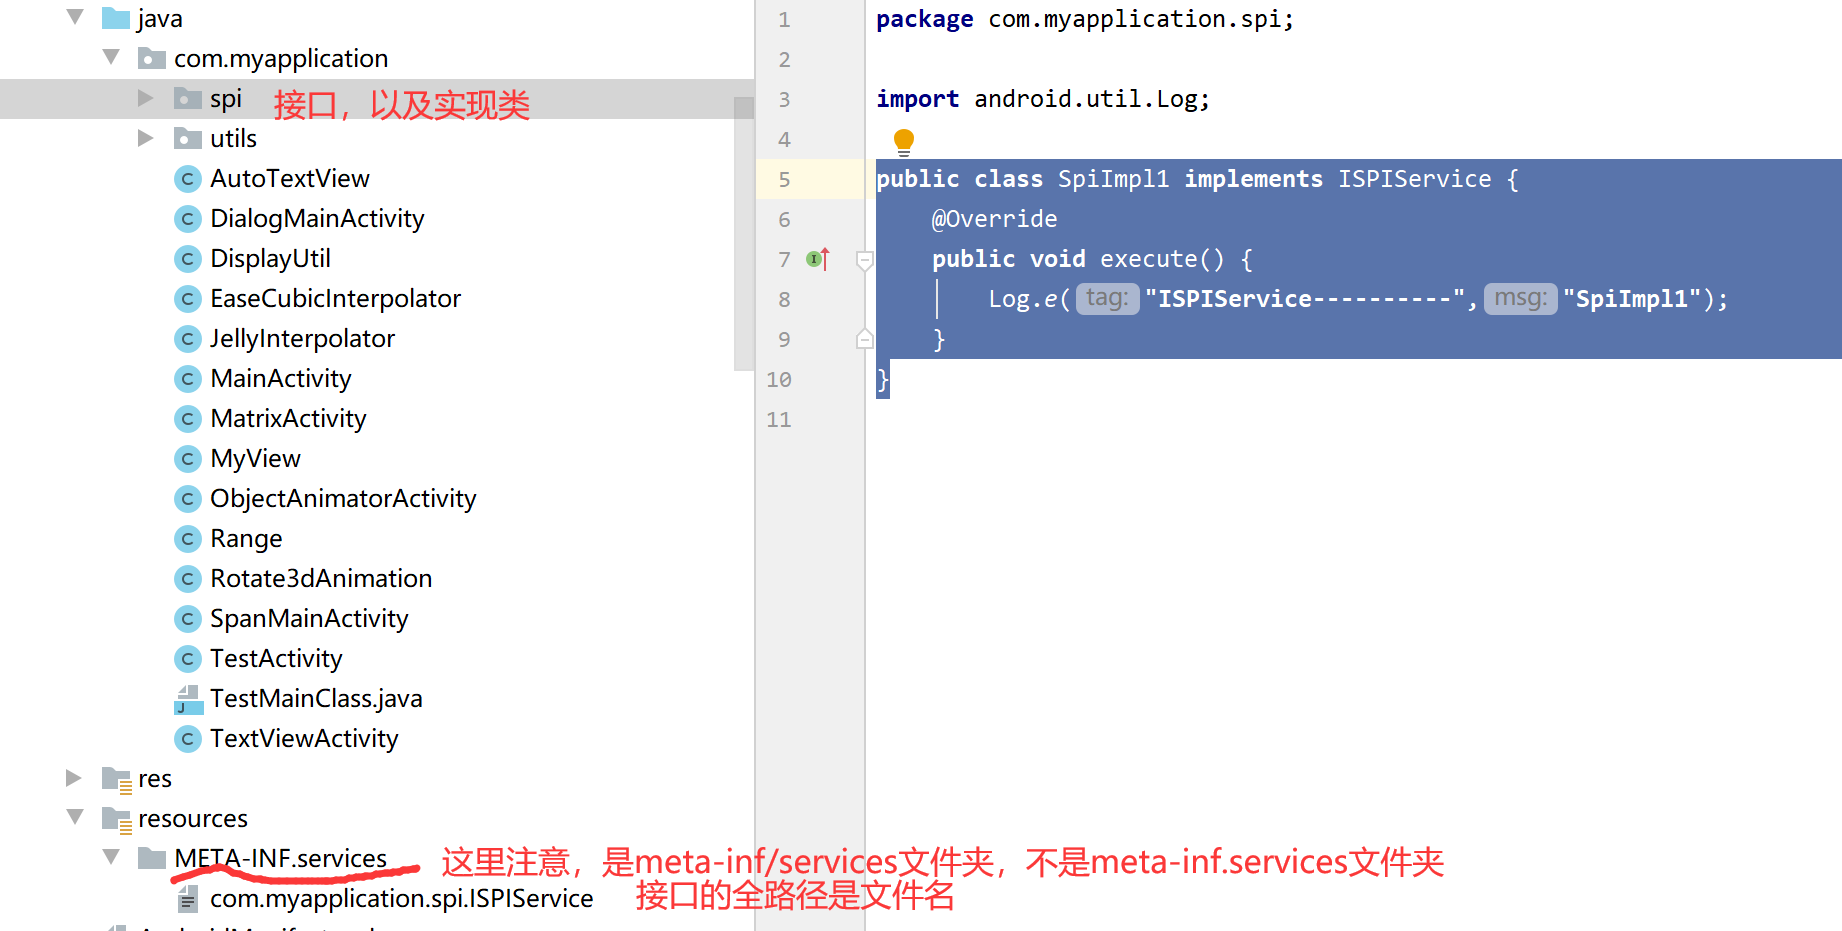 java
com.myapplication
spi 接口，以及实现类
utils
AutoTextView
DialogMainActivity
DisplayUtil
EaseCubicInterpolator
JellyInterpolator
MainActivity
MatrixActivity
MyView
ObjectAnimatorActivity
Range
Rotate3dAnimation
SpanMainActivity
TestActivity
TestMainClass.java
TextViewActivity
res
resources
META-INF.services 这里注意，是meta-inf/services文件夹，不是meta-inf.services文件夹
com.myapplication.spi.ISPIService 接口的全路径是文件名
1 package com.myapplication.spi;
2
3 import android.util.Log;
4
5 public class SpiImpl1 implements ISPIService {
6 @Override
7 public void execute() {
8 Log.e( tag: "ISPIService----------", msg: "SpiImpl1");
9 }
10 }
11